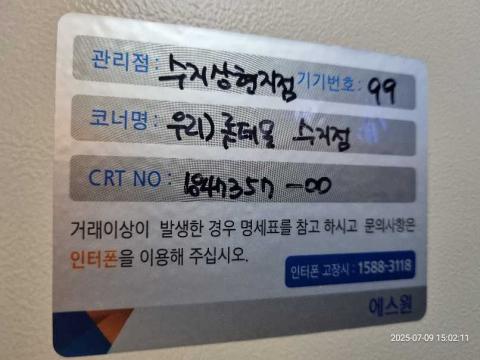 관리점 : 수지상현지점 기기번호 : 99
코너명 : 우리) 롯데몰 수지점
CRT NO : 1847357-00
거래이상이 발생한 경우 명세표를 참고 하시고 문의사항은
인터폰을 이용해 주십시오.
인터폰 고장시 : 1588-3118
에스원
2025-07-09 15:02:11